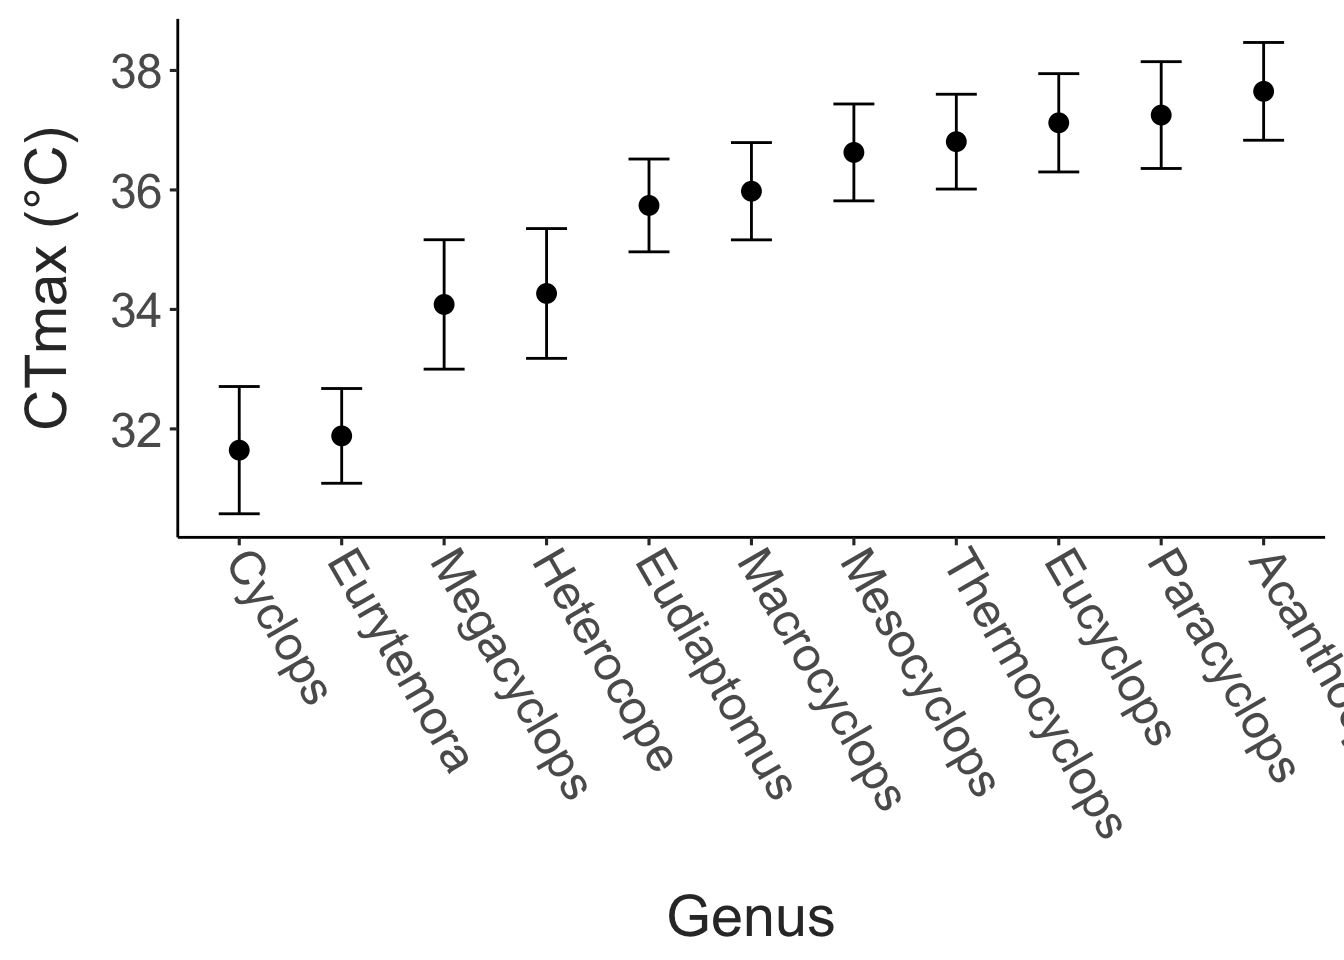 CTmax (°C)
38
36
34
32
Cyclops
Eurytemora
Megacyclops
Heterocope
Eudiaptomus
Macrocyclops
Mesocyclops
Thermocyclops
Eucyclops
Paracyclops
Genus